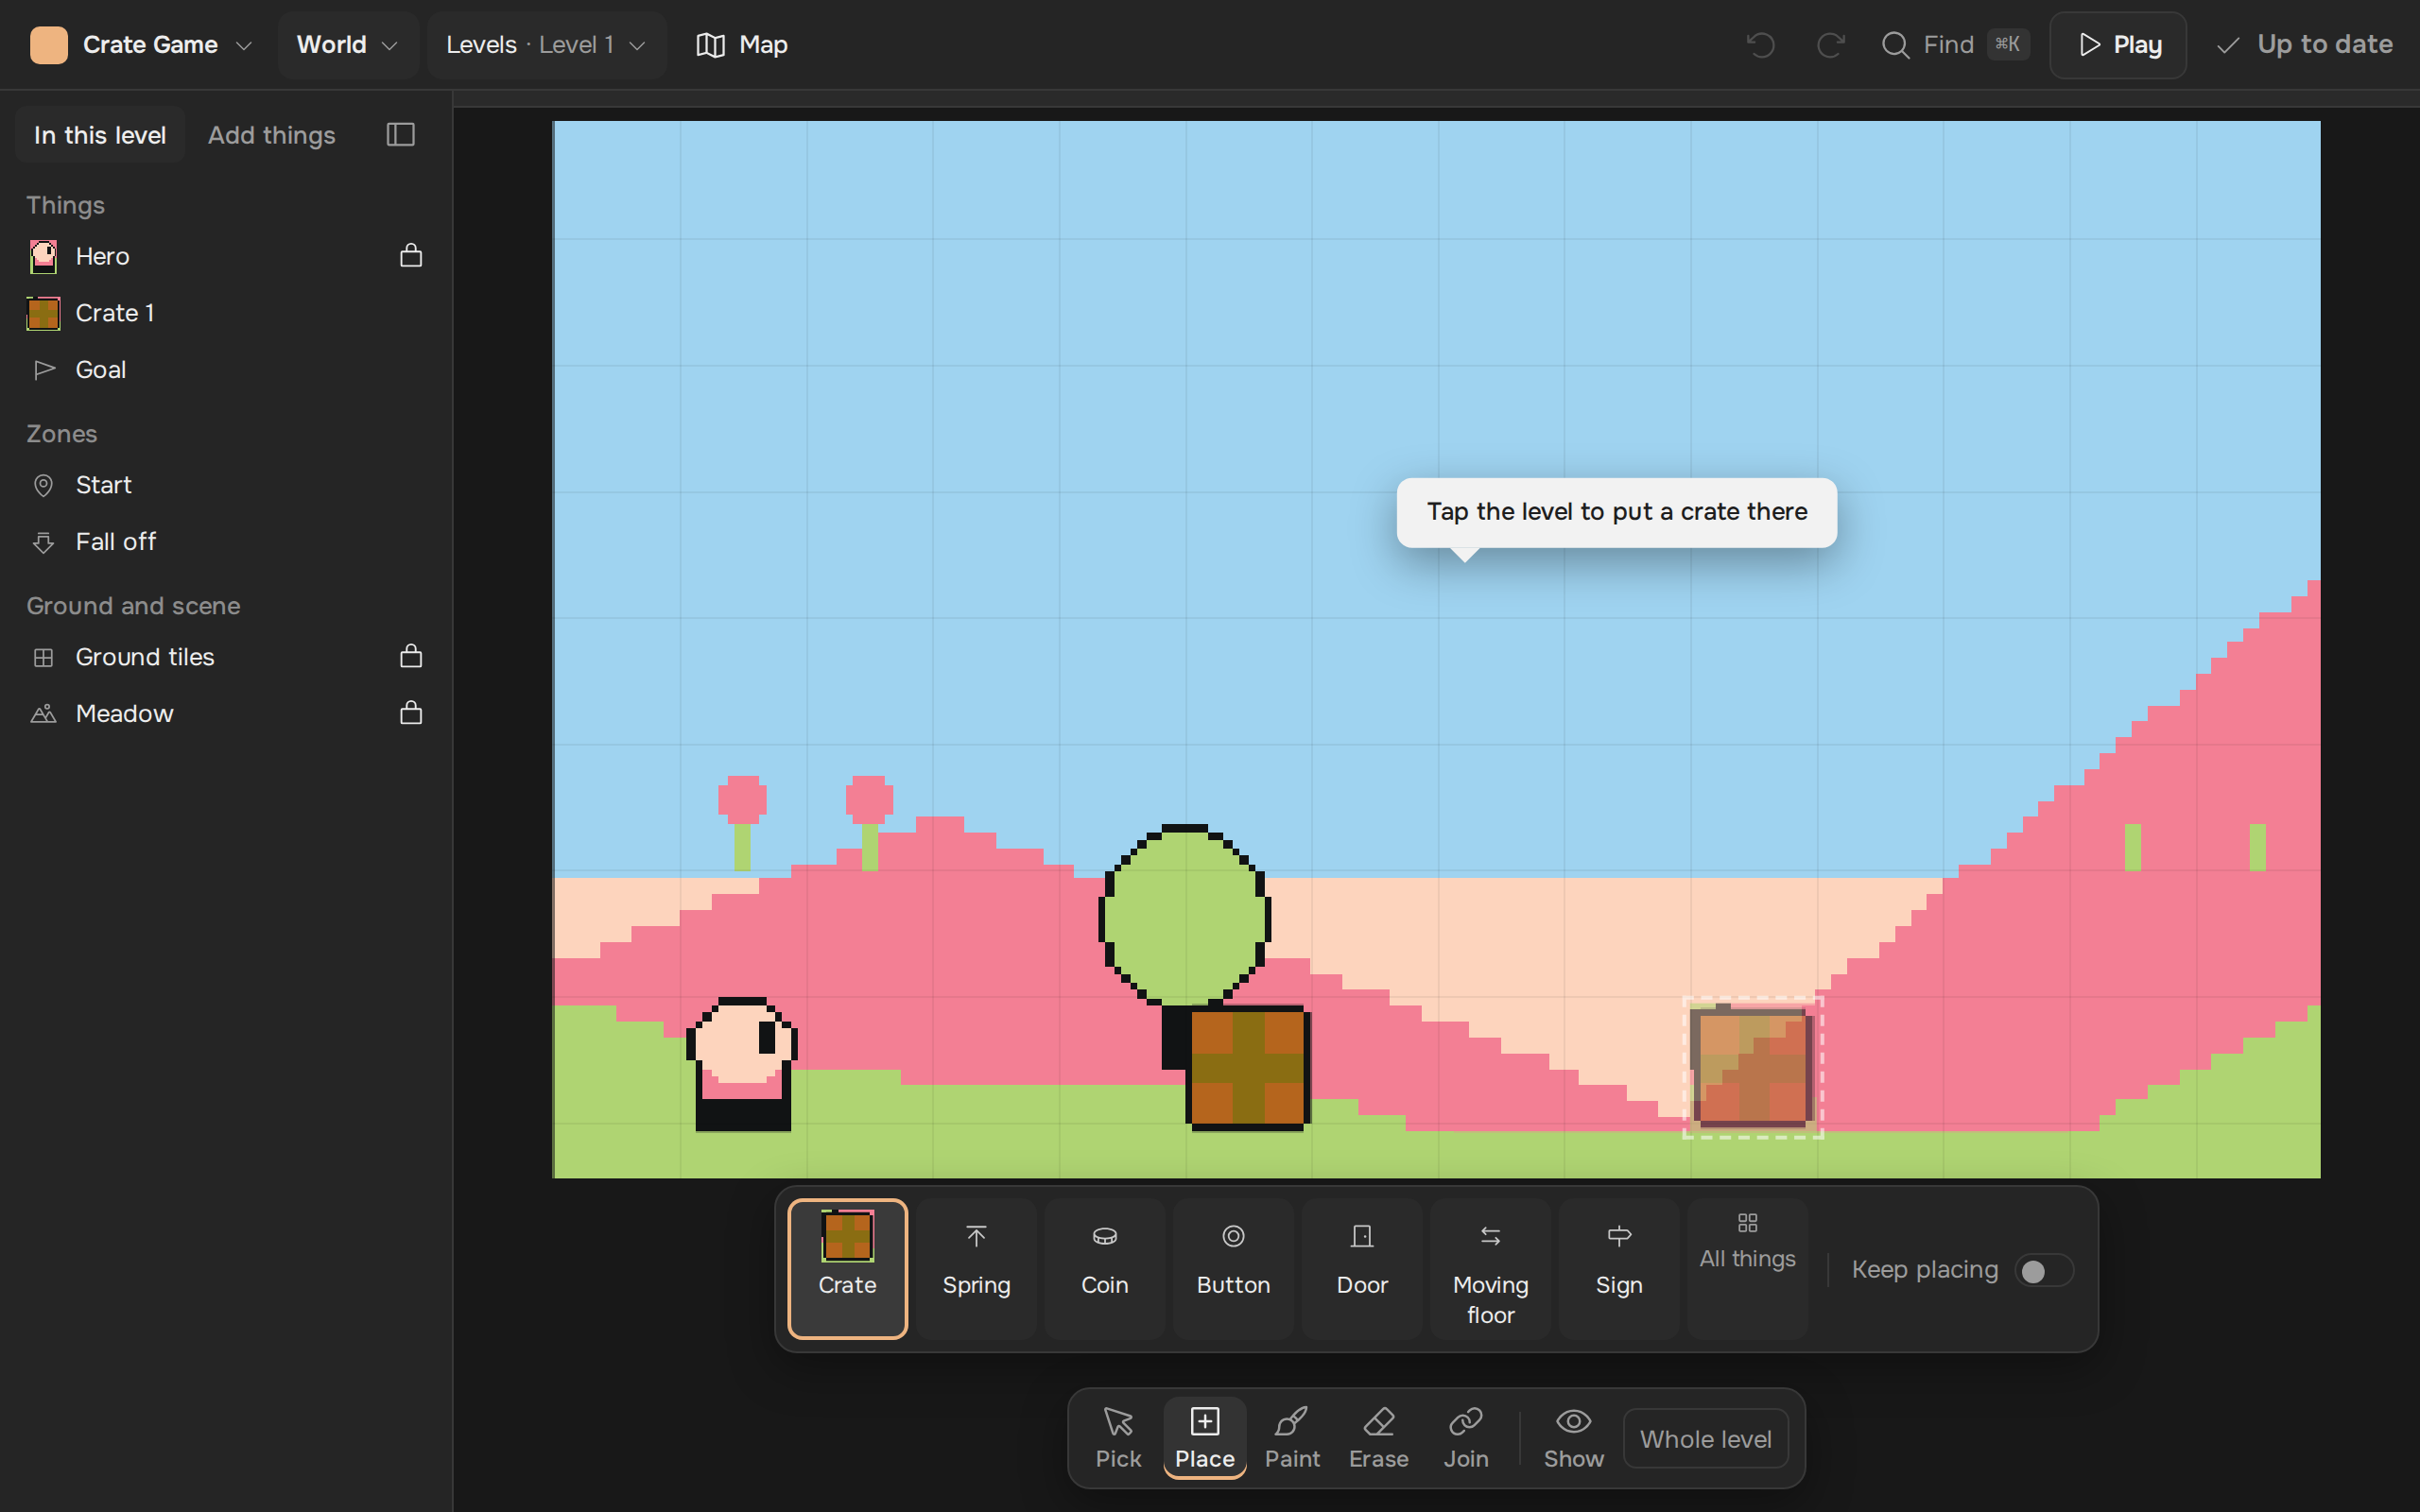 Crate Game
World
Levels · Level 1
Map
Find ⌘K
Play
Up to date
In this level
Add things
Things
Hero
Crate 1
Goal
Zones
Start
Fall off
Ground and scene
Ground tiles
Meadow
Tap the level to put a crate there
Crate
Spring
Coin
Button
Door
Moving
floor
Sign
All things
Keep placing
Pick
Place
Paint
Erase
Join
Show
Whole level